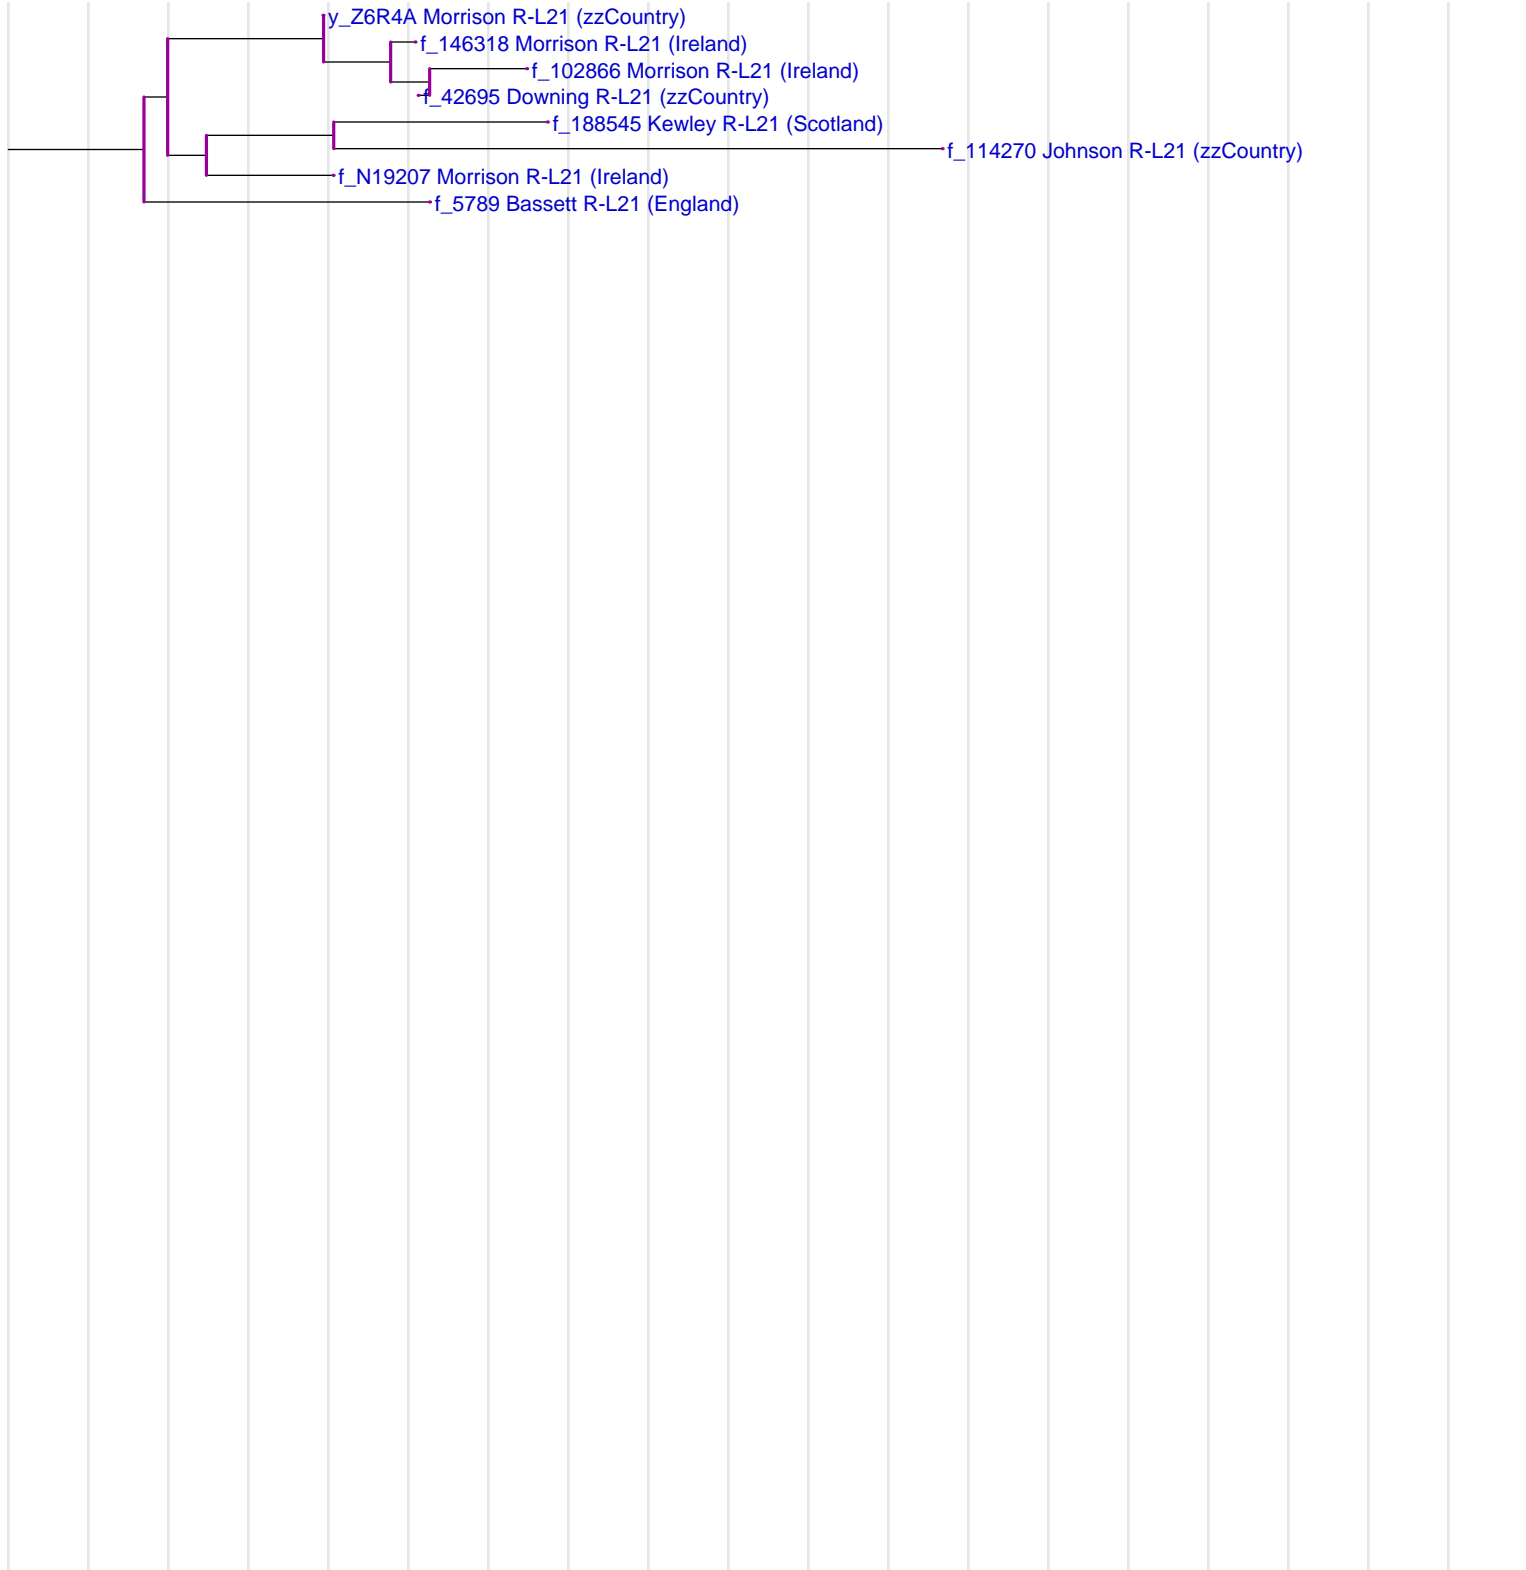 y_Z6R4A Morrison R-L21 (zzCountry)
f_146318 Morrison R-L21 (Ireland)
f_102866 Morrison R-L21 (Ireland)
f_42695 Downing R-L21 (zzCountry)
f_188545 Kewley R-L21 (Scotland)
f_114270 Johnson R-L21 (zzCountry)
f_N19207 Morrison R-L21 (Ireland)
f_5789 Bassett R-L21 (England)